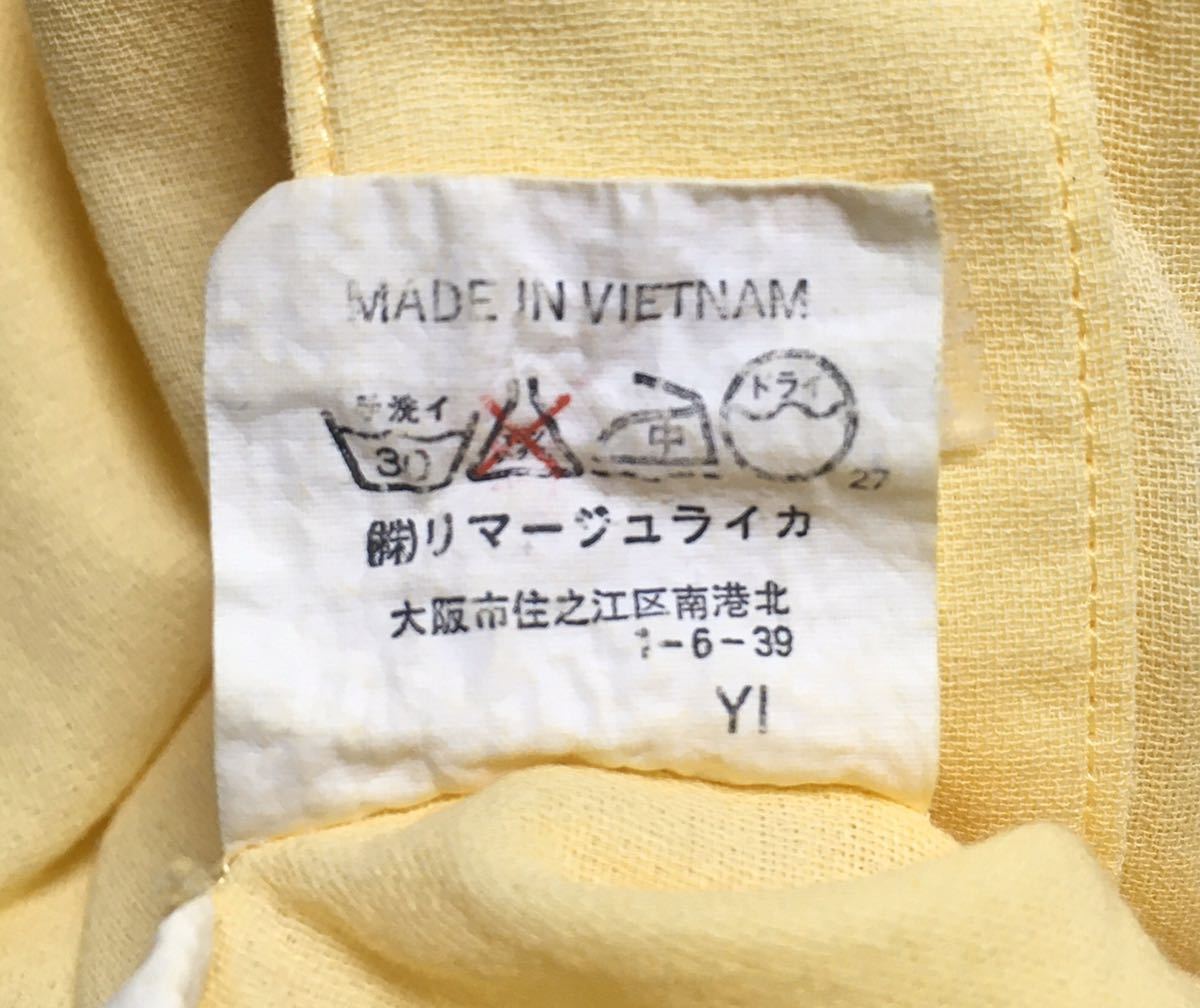 MADE IN VIETNAM
手洗イ
30
中
ドライ
27
㈱リマージュライカ
大阪市住之江区南港北
1-6-39
YI